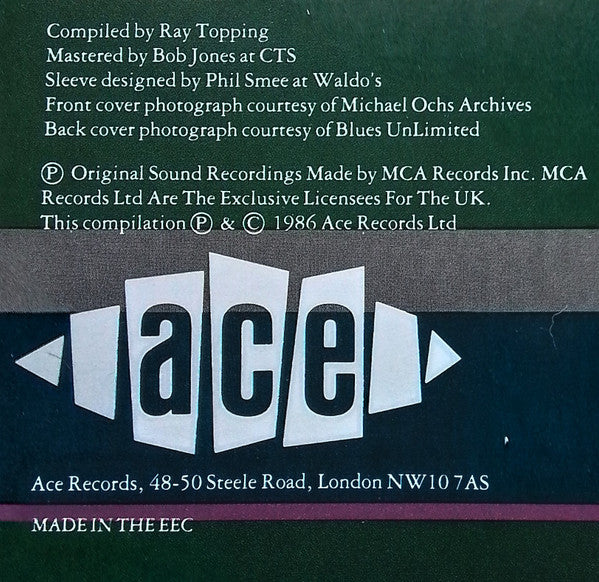 Compiled by Ray Topping
Mastered by Bob Jones at CTS
Sleeve designed by Phil Smee at Waldo's
Front cover photograph courtesy of Michael Ochs Archives
Back cover photograph courtesy of Blues UnLimited
Ⓟ Original Sound Recordings Made by MCA Records Inc. MCA
Records Ltd Are The Exclusive Licensees For The UK.
This compilation Ⓟ & © 1986 Ace Records Ltd
ace
Ace Records, 48-50 Steele Road, London NW10 7AS
MADE IN THE EEC